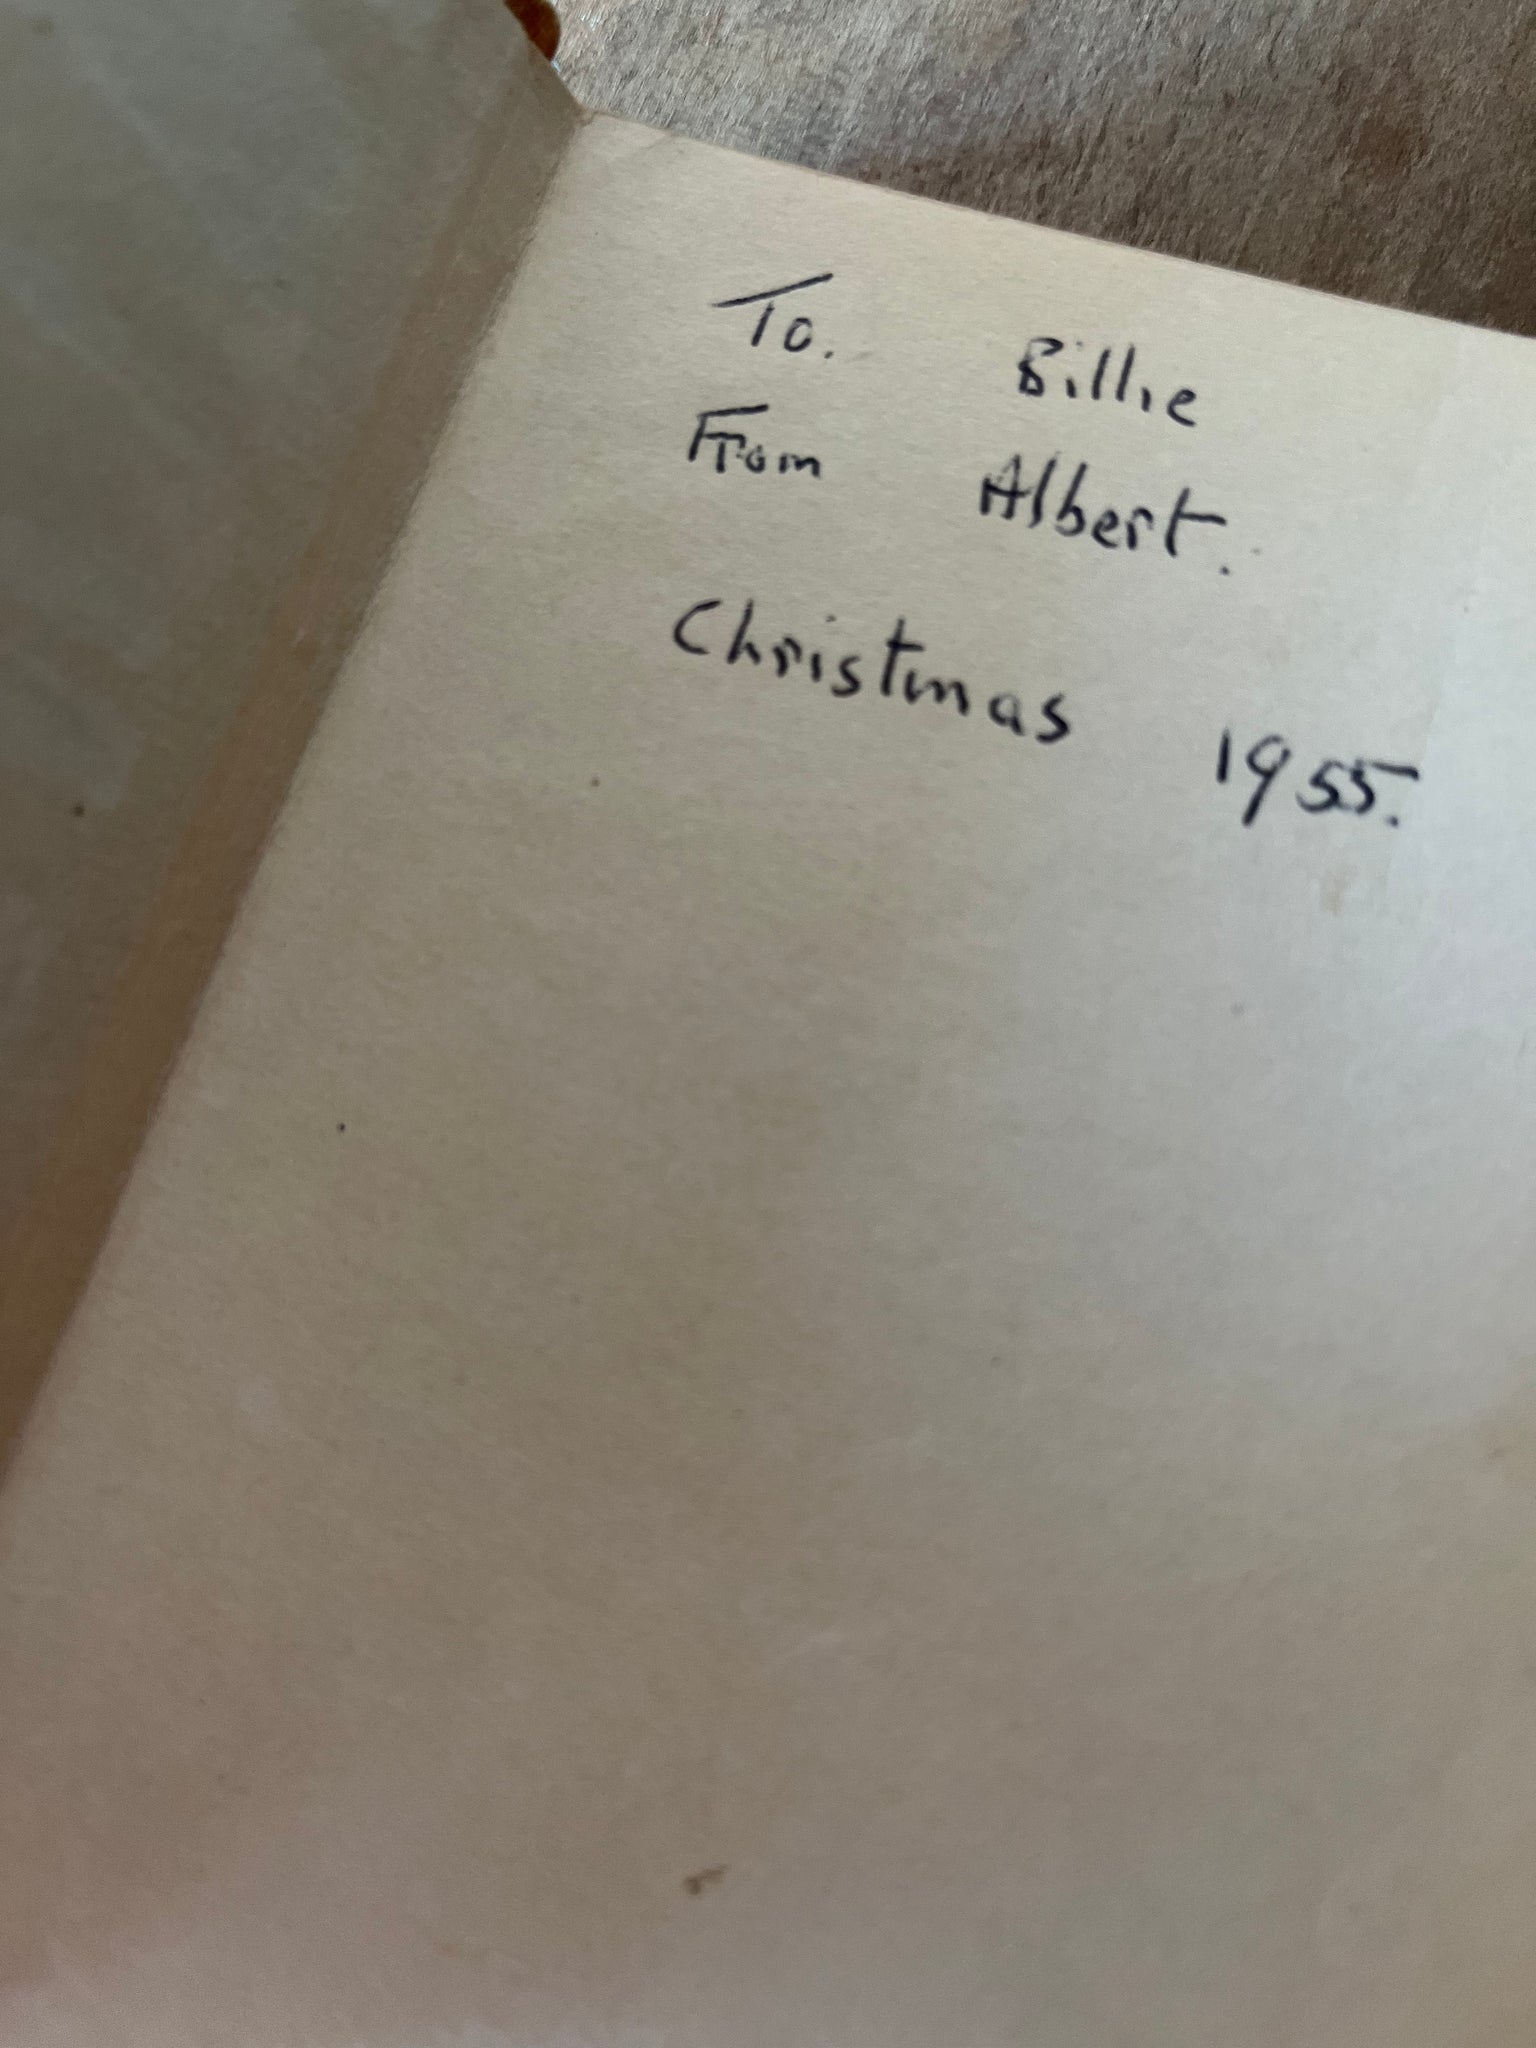 To. Billie
From Albert.
Christmas 1955.